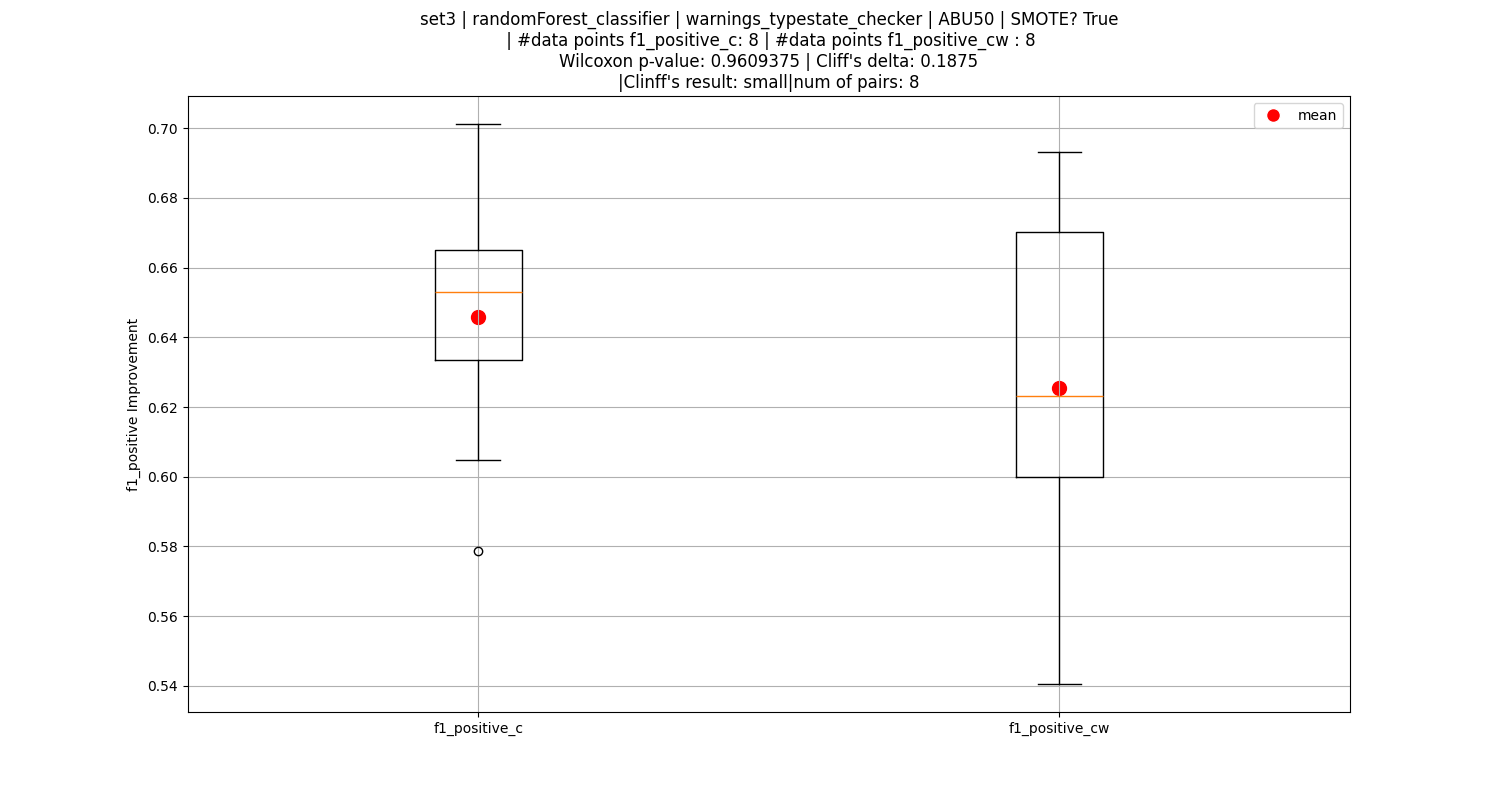 set3 | randomForest_classifier | warnings_typestate_checker | ABU50 | SMOTE? True
| #data points f1_positive_c: 8 | #data points f1_positive_cw : 8
Wilcoxon p-value: 0.9609375 | Cliff's delta: 0.1875
|Clinff's result: small|num of pairs: 8
mean
0.70
0.68
0.66
0.64
0.62
0.60
0.58
0.56
0.54
f1_positive Improvement
f1_positive_c
f1_positive_cw